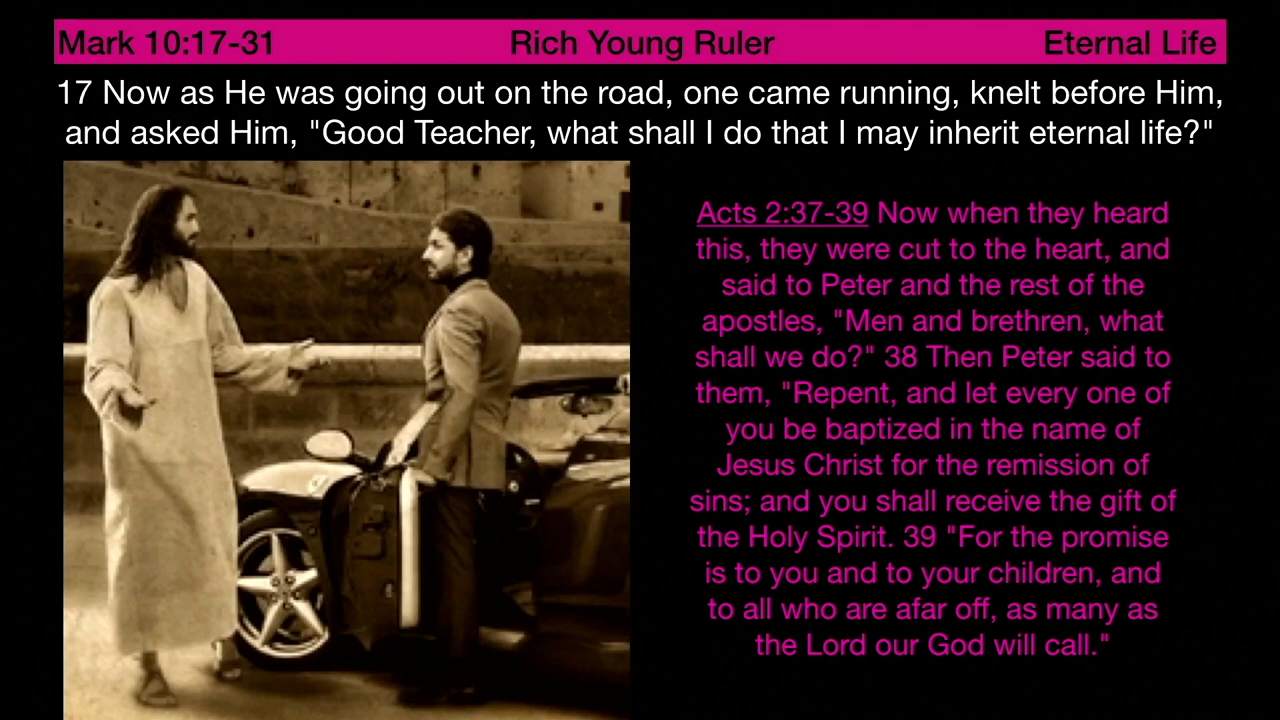 Mark 10:17-31 Rich Young Ruler Eternal Life
17 Now as He was going out on the road, one came running, knelt before Him,
and asked Him, "Good Teacher, what shall I do that I may inherit eternal life?"
Acts 2:37-39 Now when they heard
this, they were cut to the heart, and
said to Peter and the rest of the
apostles, "Men and brethren, what
shall we do?" 38 Then Peter said to
them, "Repent, and let every one of
you be baptized in the name of
Jesus Christ for the remission of
sins; and you shall receive the gift of
the Holy Spirit. 39 "For the promise
is to you and to your children, and
to all who are afar off, as many as
the Lord our God will call."